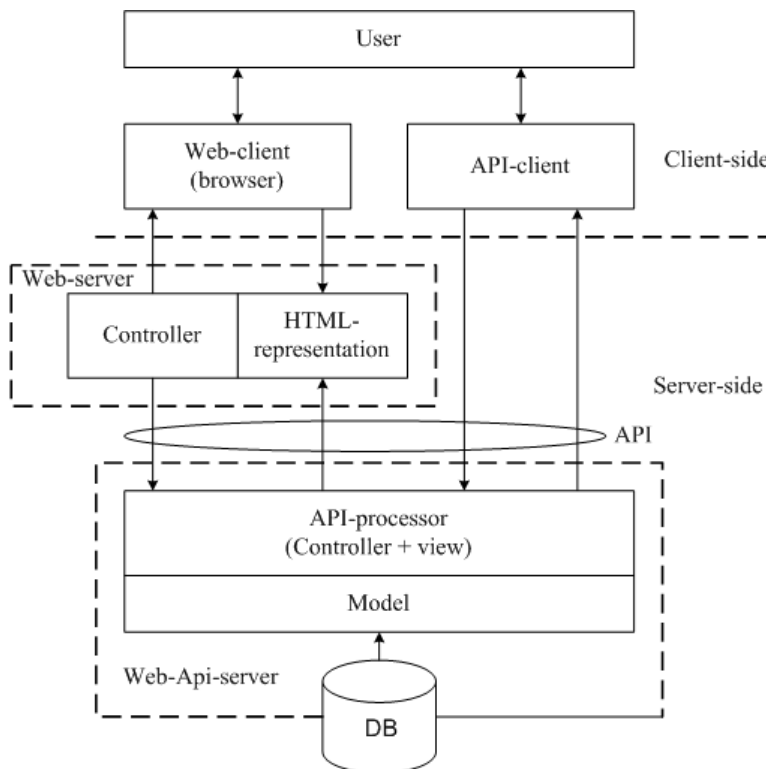 User
Web-client
(browser)
API-client
Client-side
Web-server
Controller
HTML-
representation
Server-side
API
API-processor
(Controller + view)
Model
Web-Api-server
DB